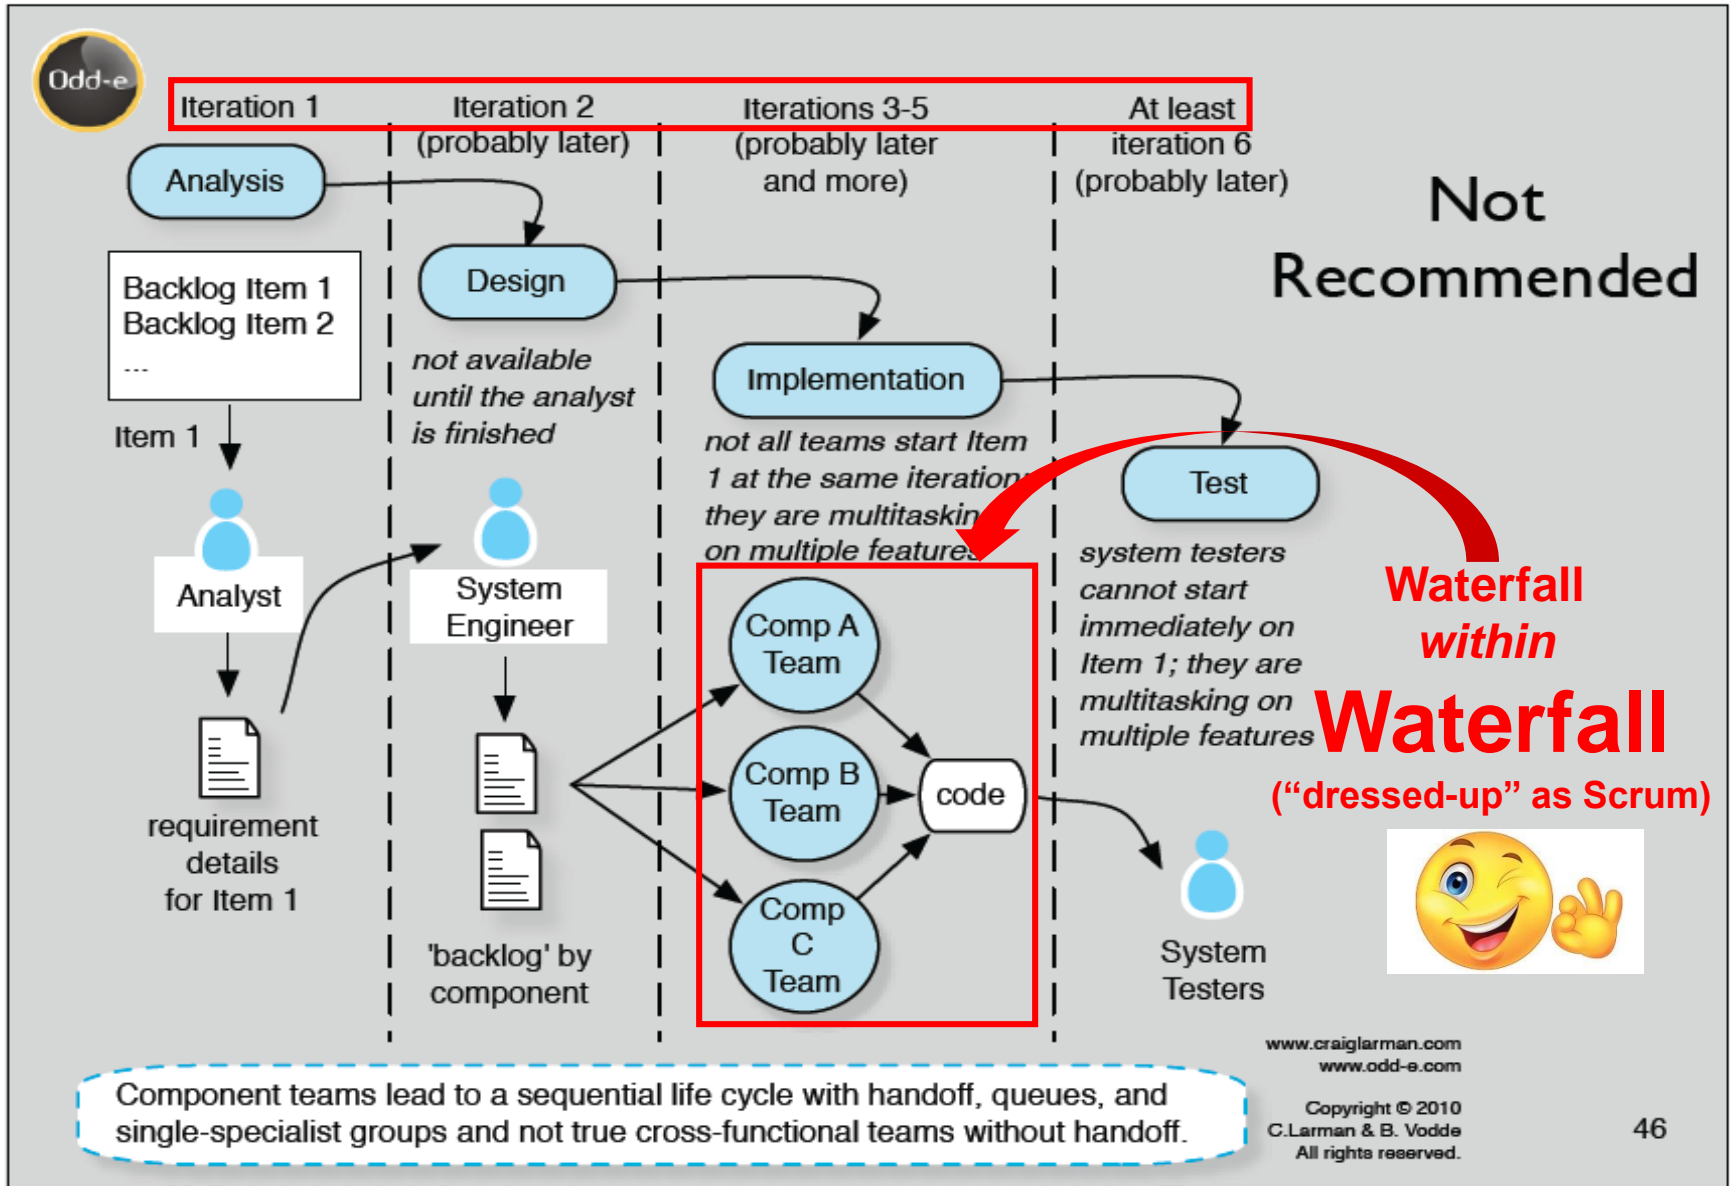 Odd-e
Iteration 1
Iteration 2
(probably later)
Iterations 3-5
(probably later
and more)
At least
iteration 6
(probably later)
Not
Recommended
Analysis
Backlog Item 1
Backlog Item 2
...
Item 1
Analyst
requirement
details
for Item 1
Design
not available
until the analyst
is finished
System
Engineer
'backlog' by
component
Implementation
not all teams start Item
1 at the same iteration;
they are multitasking
on multiple features
Comp A
Team
Comp B
Team
Comp
C
Team
code
Test
system testers
cannot start
immediately on
Item 1; they are
multitasking on
multiple features
System
Testers
Waterfall
within
Waterfall
(“dressed-up” as Scrum)
Component teams lead to a sequential life cycle with handoff, queues, and
single-specialist groups and not true cross-functional teams without handoff.
www.craiglarman.com
www.odd-e.com
Copyright © 2010
C.Larman & B. Vodde
All rights reserved.
46